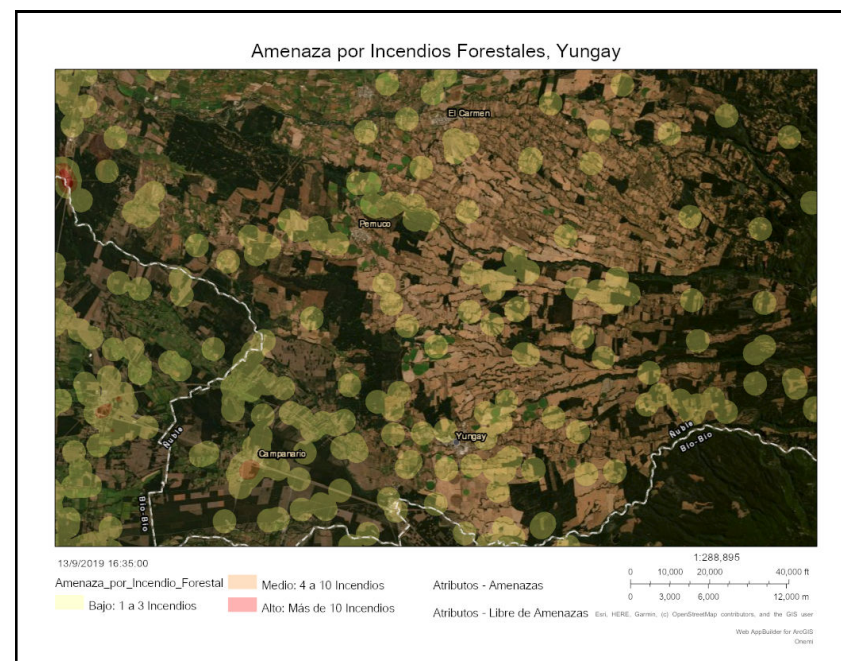 Amenaza por Incendios Forestales, Yungay
El Carmen
Pemuco
Yungay
Campanario
Ñuble
Bío-Bío
Ñuble
Bío-Bío
13/9/2019 16:35:00
Amenaza_por_Incendio_Forestal
Bajo: 1 a 3 Incendios
Medio: 4 a 10 Incendios
Alto: Más de 10 Incendios
Atributos - Amenazas
Atributos - Libre de Amenazas
1:288,895
0 10,000 20,000 40,000 ft
0 3,000 6,000 12,000 m
Esri, HERE, Garmin, (c) OpenStreetMap contributors, and the GIS user
Web AppBuilder for ArcGIS
Onemi